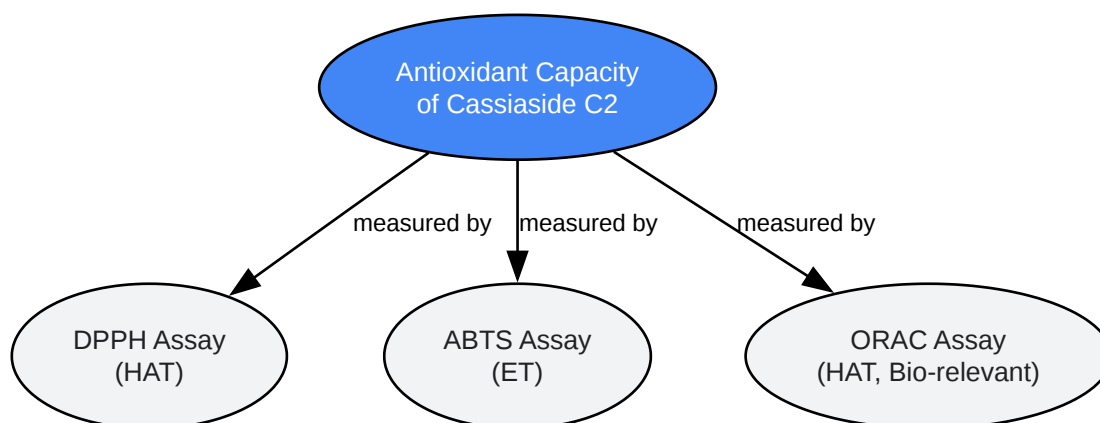 Antioxidant Capacity
of Cassiaside C2
measured by
measured by
measured by
DPPH Assay
(HAT)
ABTS Assay
(ET)
ORAC Assay
(HAT, Bio-relevant)